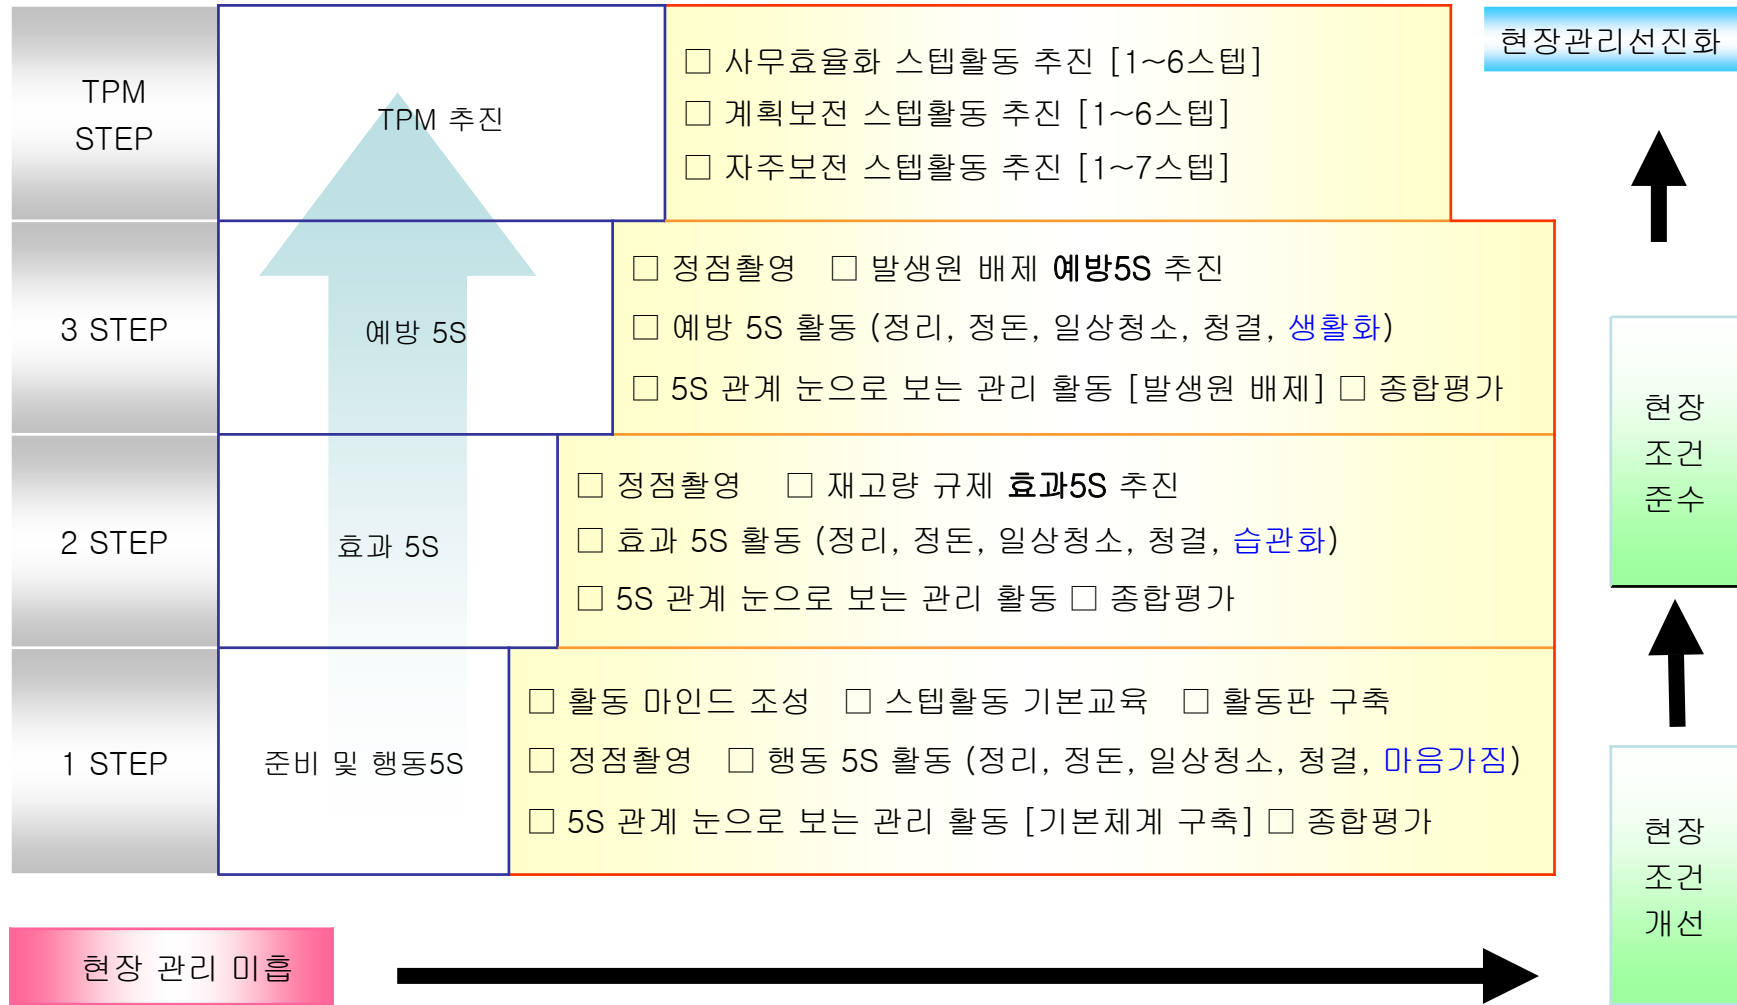 TPM
STEP
TPM 추진
□ 사무효율화 스텝활동 추진 [1~6스텝]
□ 계획보전 스텝활동 추진 [1~6스텝]
□ 자주보전 스텝활동 추진 [1~7스텝]
현장관리선진화
3 STEP
예방 5S
□ 정점촬영 □ 발생원 배제 예방5S 추진
□ 예방 5S 활동 (정리, 정돈, 일상청소, 청결, 생활화)
□ 5S 관계 눈으로 보는 관리 활동 [발생원 배제] □ 종합평가
현장
조건
준수
2 STEP
효과 5S
□ 정점촬영 □ 재고량 규제 효과5S 추진
□ 효과 5S 활동 (정리, 정돈, 일상청소, 청결, 습관화)
□ 5S 관계 눈으로 보는 관리 활동 □ 종합평가
1 STEP
준비 및 행동5S
□ 활동 마인드 조성 □ 스텝활동 기본교육 □ 활동판 구축
□ 정점촬영 □ 행동 5S 활동 (정리, 정돈, 일상청소, 청결, 마음가짐)
□ 5S 관계 눈으로 보는 관리 활동 [기본체계 구축] □ 종합평가
현장
조건
개선
현장 관리 미흡